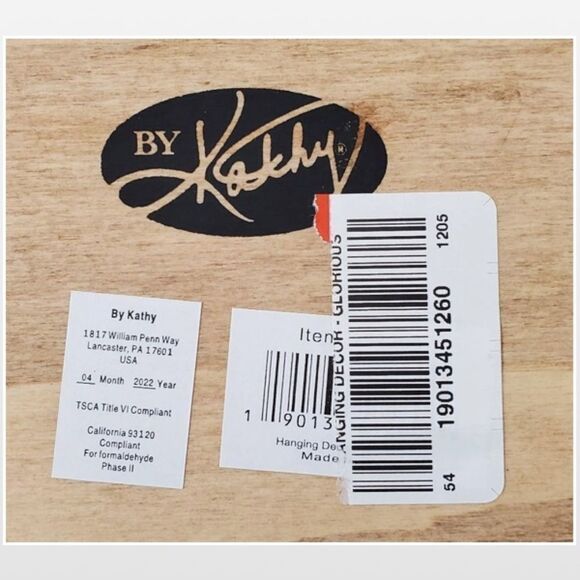 BY Kathy ®
By Kathy
1817 William Penn Way
Lancaster, PA 17601
USA
04 Month 2022 Year
TSCA Title VI Compliant
California 93120
Compliant
For formaldehyde
Phase II
Item
1 9013
Hanging Dec
Made
ANGING DECOR - GLORIOUS
54 19013451260 1205